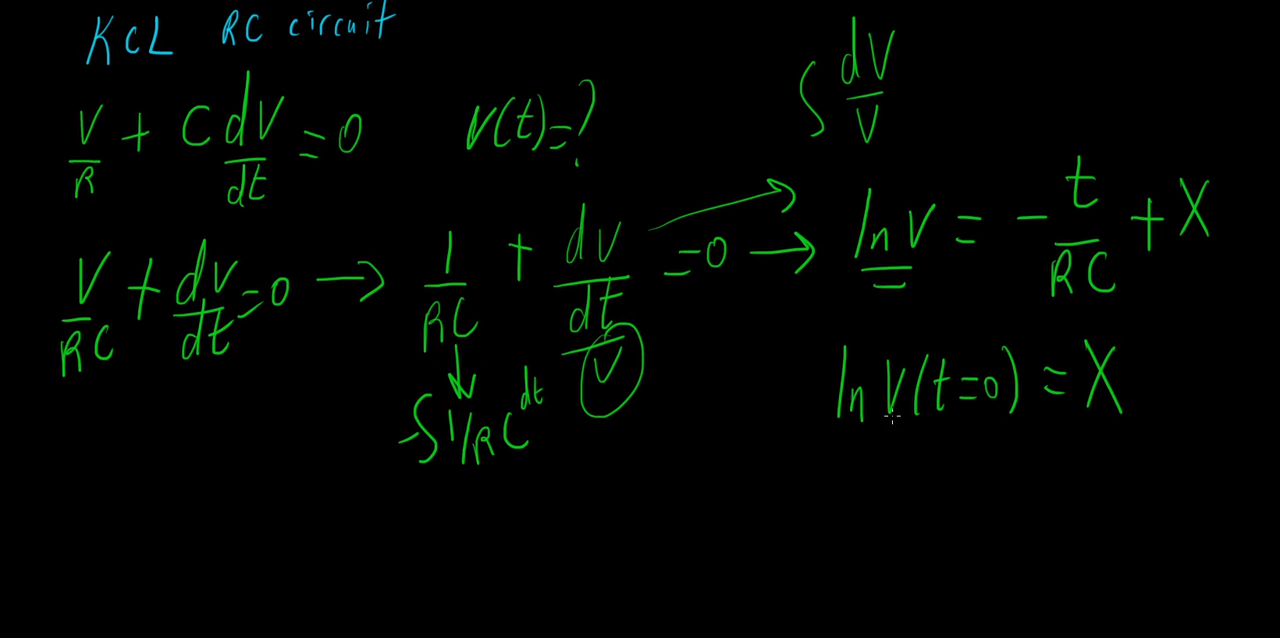 KCL RC circuit
V/R + C dV/dt = 0
V(t) = ?
∫ dV/V
V/RC + dv/dt = 0 → 1/RC + dv/dt/V = 0 → ln V = - t/RC + X
-∫ 1/RC dt
ln V(t=0) = X